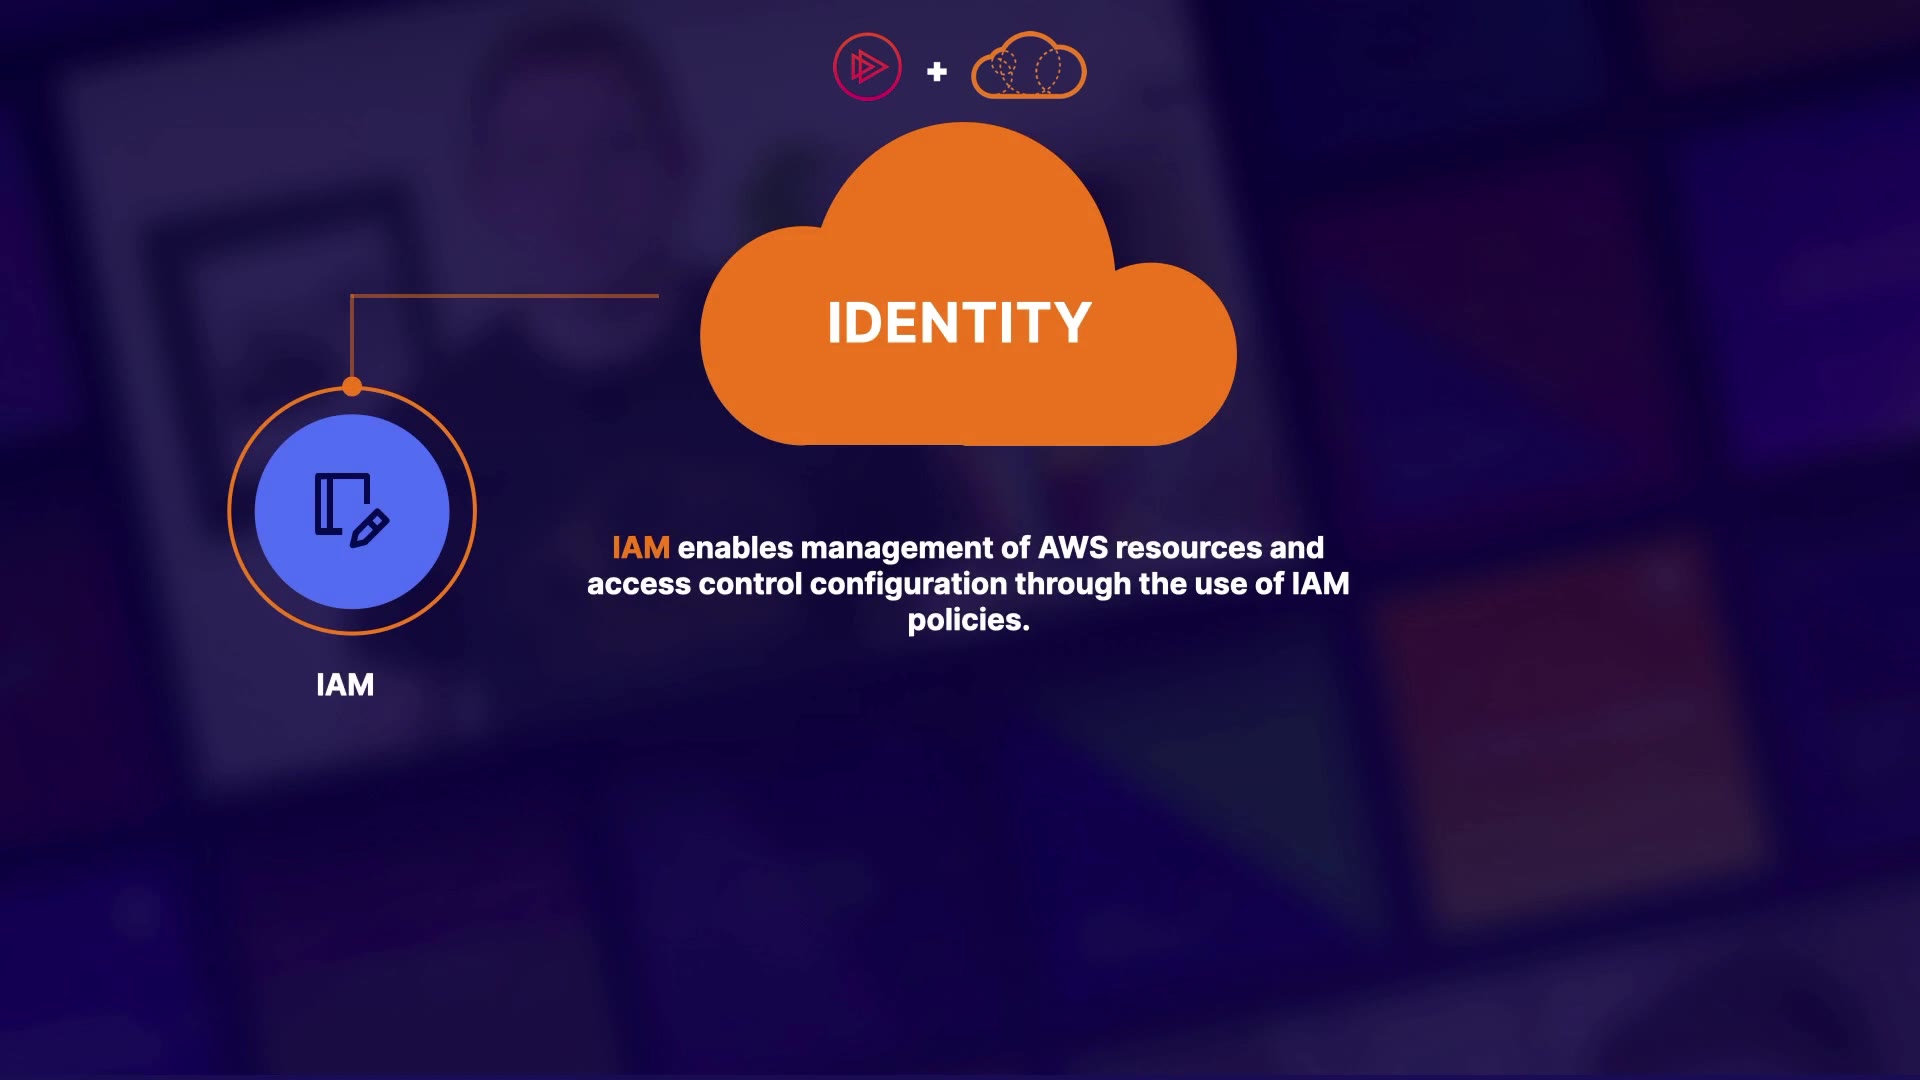 IDENTITY
IAM enables management of AWS resources and
access control configuration through the use of IAM
policies.
IAM